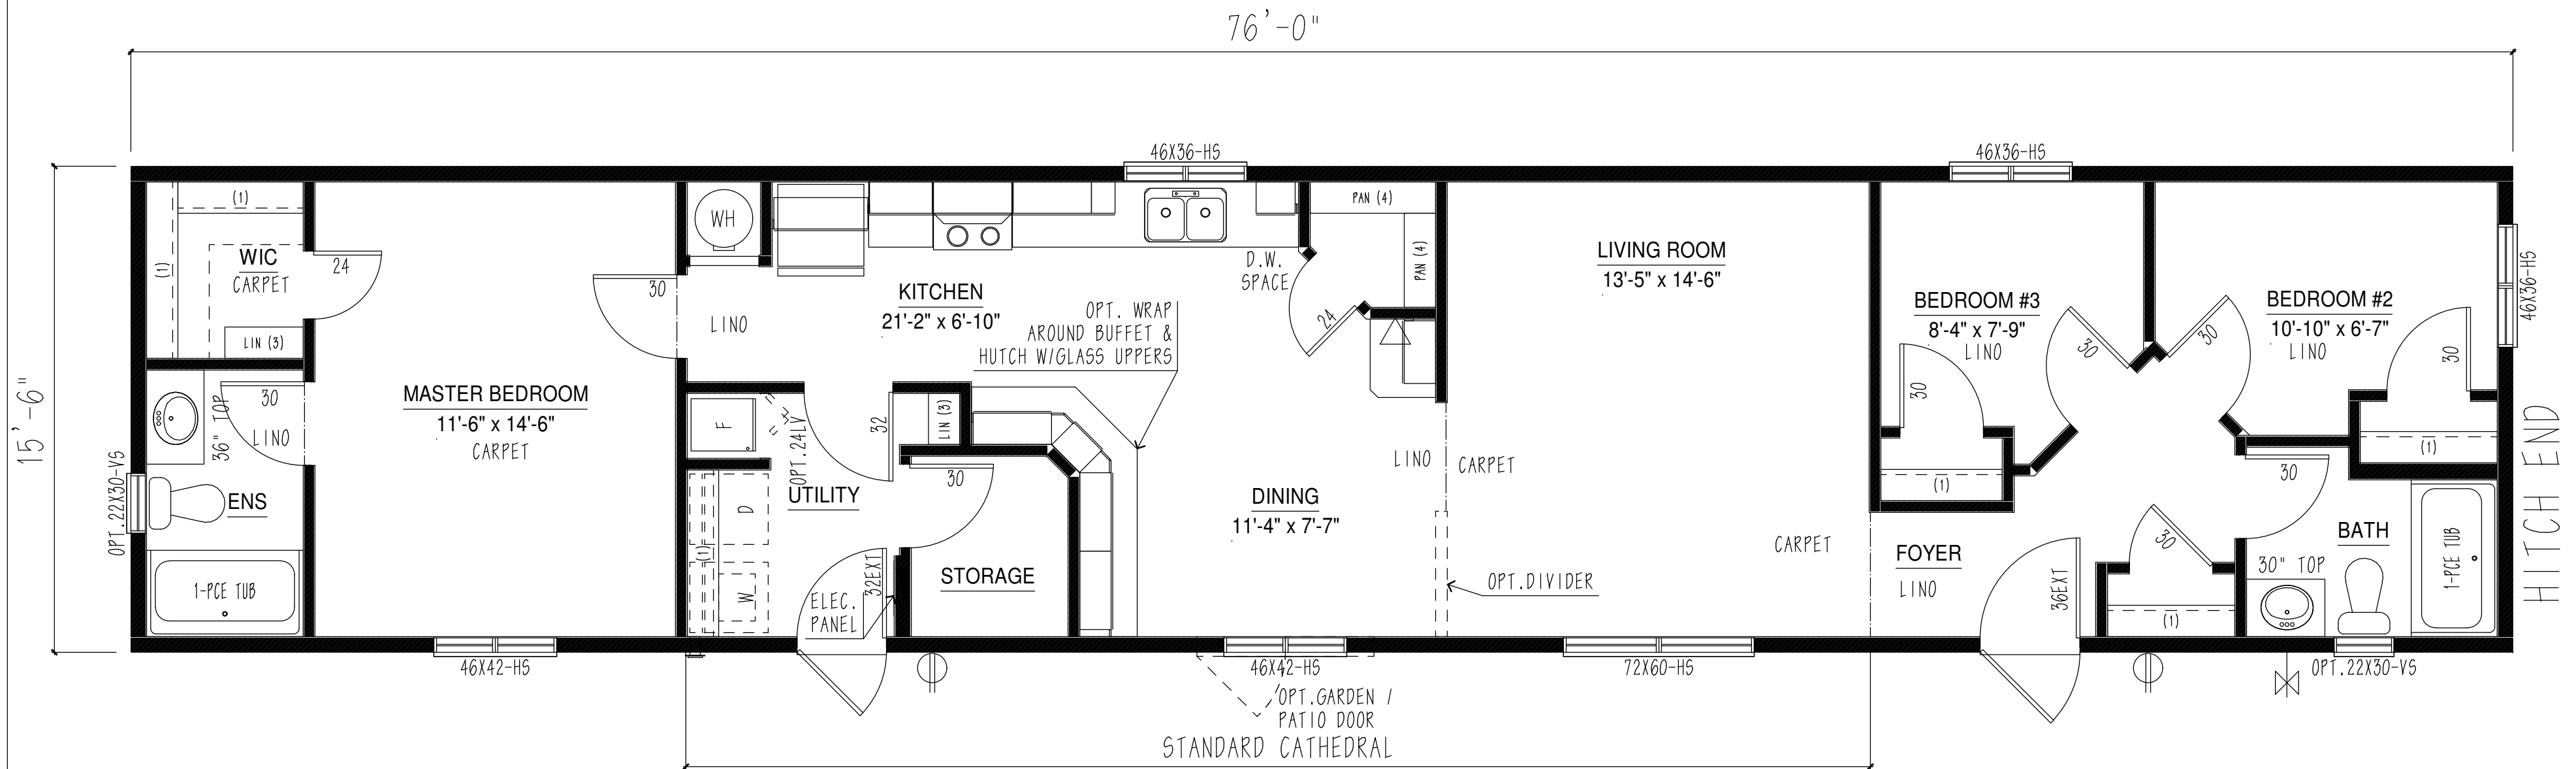 76'-0"
15'-6"
46X36-HS
46X36-HS
(1)
(1)
WIC
CARPET
LIN (3)
24
30
36" TOP
LINO
OPT.22X30-VS
ENS
1-PCE TUB
MASTER BEDROOM
11'-6" x 14'-6"
CARPET
46X42-HS
30
WH
LINO
KITCHEN
21'-2" x 6'-10"
OPT. WRAP
AROUND BUFFET &
HUTCH W/GLASS UPPERS
D.W.
SPACE
PAN (4)
PAN (4)
24
F
OPT.24LV
32
LIN (3)
UTILITY
D
(1)
W
30
STORAGE
32EXT
ELEC.
PANEL
DINING
11'-4" x 7'-7"
LINO
CARPET
OPT.DIVIDER
46X42-HS
OPT.GARDEN /
PATIO DOOR
STANDARD CATHEDRAL
LIVING ROOM
13'-5" x 14'-6"
CARPET
72X60-HS
BEDROOM #3
8'-4" x 7'-9"
LINO
30
30
(1)
FOYER
LINO
36EXT
BEDROOM #2
10'-10" x 6'-7"
LINO
30
30
(1)
46X36-HS
30
30
(1)
BATH
30" TOP
1-PCE TUB
OPT.22X30-VS
HITCH END